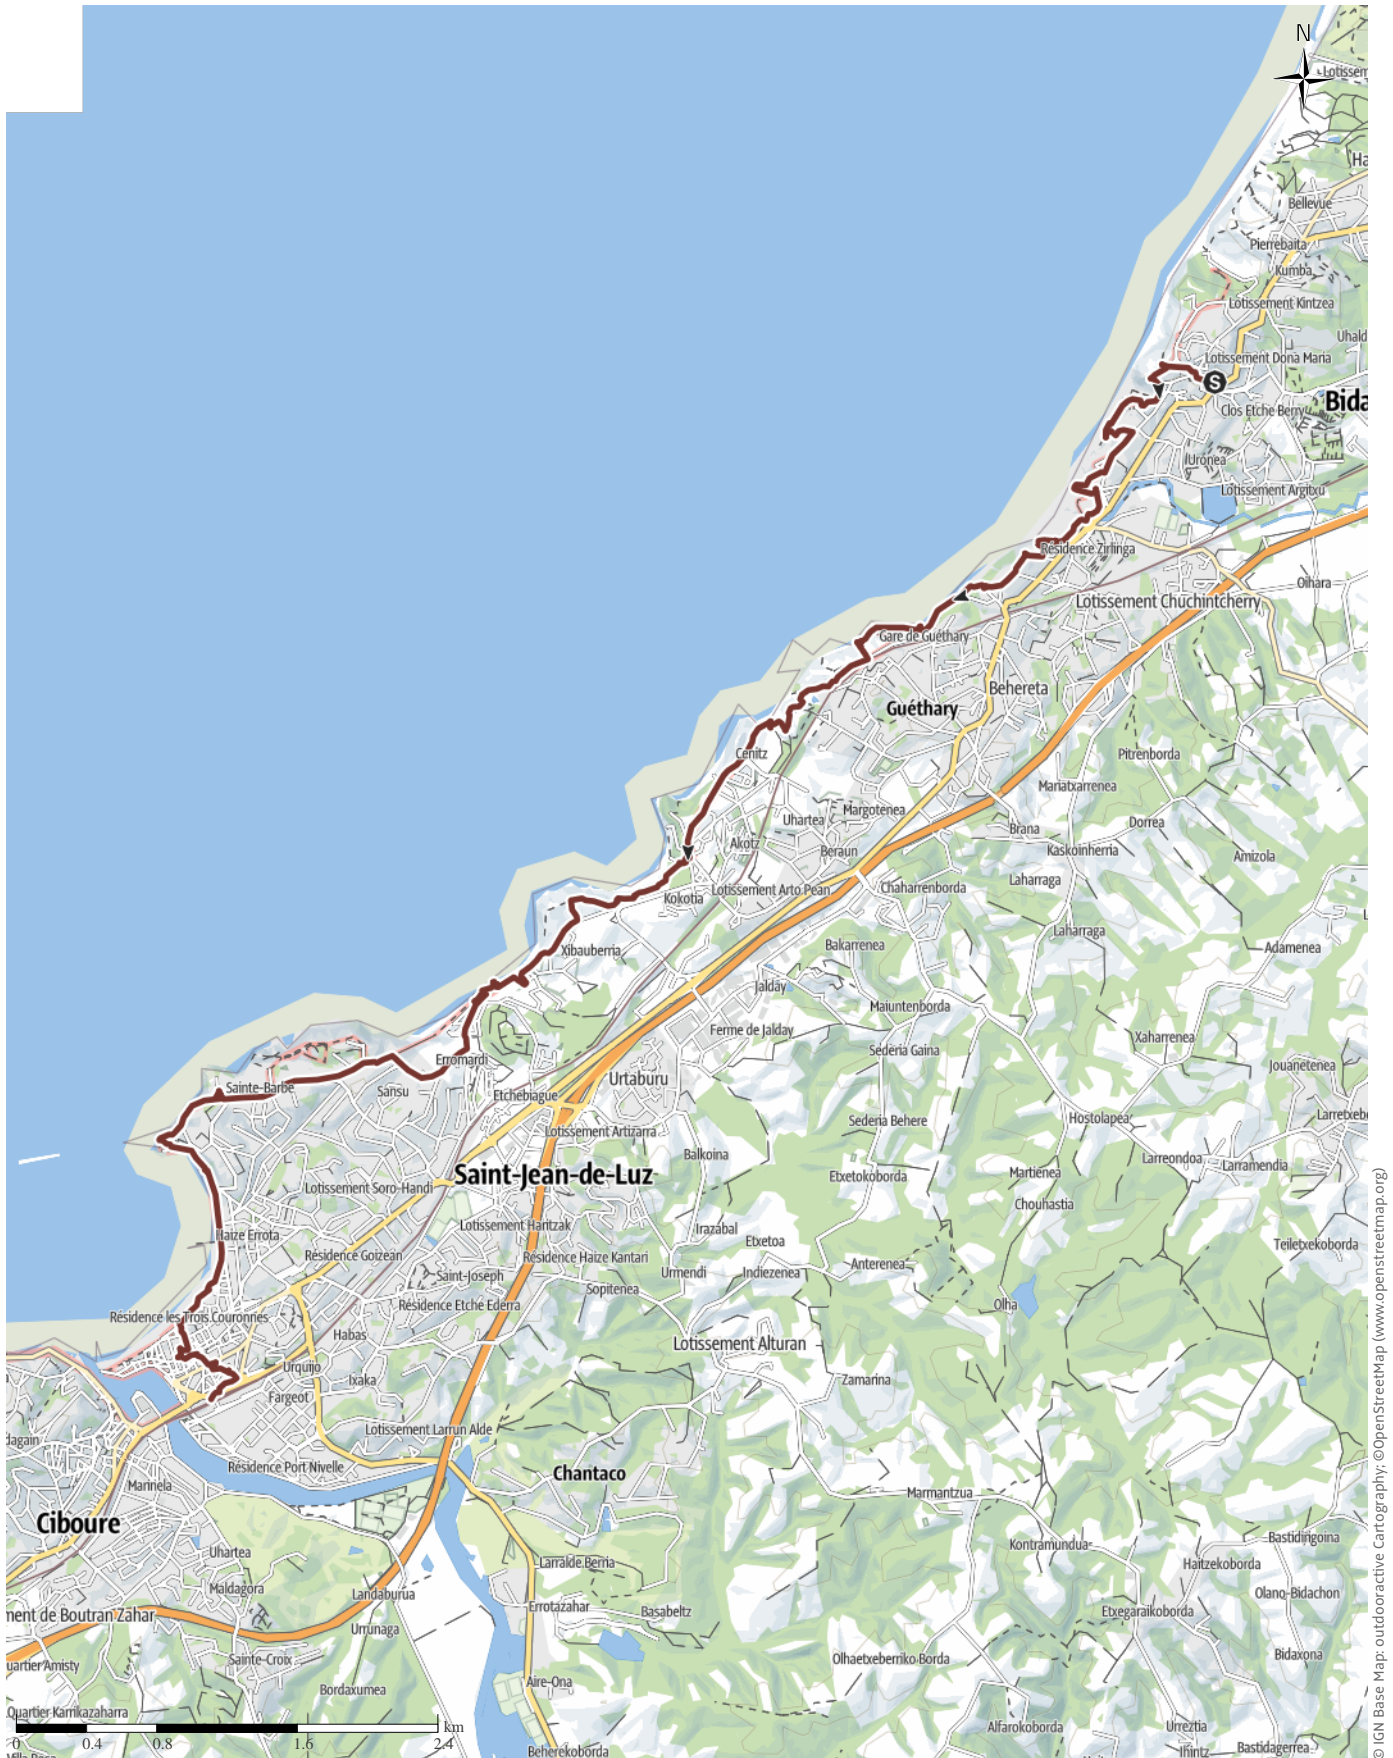 N
Lotissem
Ha
Bellevue
Pierrebaita
Kumba
Lotissement Kintzea
Uhald
Lotissement Dona Maria
S
Bida
Clos Etche Berry
Uronea
Lotissement Argitxu
Résidence Zirlinga
Oihara
Lotissement Chuchintcherry
Gare de Guéthary
Behereta
Guéthary
Cenitz
Pitrenborda
Manatxarrenea
Margotenea
Uhartea
Dorrea
Brana
Akotz
Beraun
Kaskoinherria
Amizola
Laharraga
Lotissement Arto Pean
Chaharrenborda
Kokotia
Laharraga
Bakarrenea
Adamenea
Xibauberria
Jalday
Maiuntenborda
Ferme de Jalday
Xaharrenea
Sederia Gaina
Erromardi
Jouanetenea
Urtaburu
Sainte-Barbe
Sansu
Etchebiague
Larretxebe
Hostolapea
Sederia Behere
Lotissement Artizarra
Balkoina
Larreondoa
Larramendia
Saint-Jean-de-Luz
Martienea
Etxetokoborda
Lotissement Soro-Handi
Chouhastia
Lotissement Haritzak
Irazabal
Haize Errota
Etxetoa
Teiletxekoborda
Résidence Goizean
Résidence Haize Kantari
Anterenea
Saint-Joseph
Urmendi
Indiezenea
Sopitenea
Résidence Etche Ederra
Olha
Résidence les Trois Couronnes
Habas
Lotissement Alturan
Urquijo
Ixaka
Zamarina
Fargeot
Lotissement Larrun Alde
dagain
Résidence Port Nivelle
Chantaco
Marinela
Marmantzua
Ciboure
Bastidingoina
Kontramundua
Uhartea
Larralde Berria
Haitzekoborda
Maldagora
Landaburua
Olano-Bidachon
Errotazahar
Basabeltz
Etxegaraikoborda
ment de Boutran Zahar
Urrunaga
Bidaxona
Sainte-Croix
Olhaetxeberriko Borda
uartier Amisty
Aire-Ona
Bordaxumea
Quartier Karrikazaharra
Alfarokoborda
Urreztia
km
0 0.4 0.8 1.6 2.4
Beherekoborda
Bastidagerrea
© IGN Base Map: outdooractive Cartography; ©OpenStreetMap (www.openstreetmap.org)